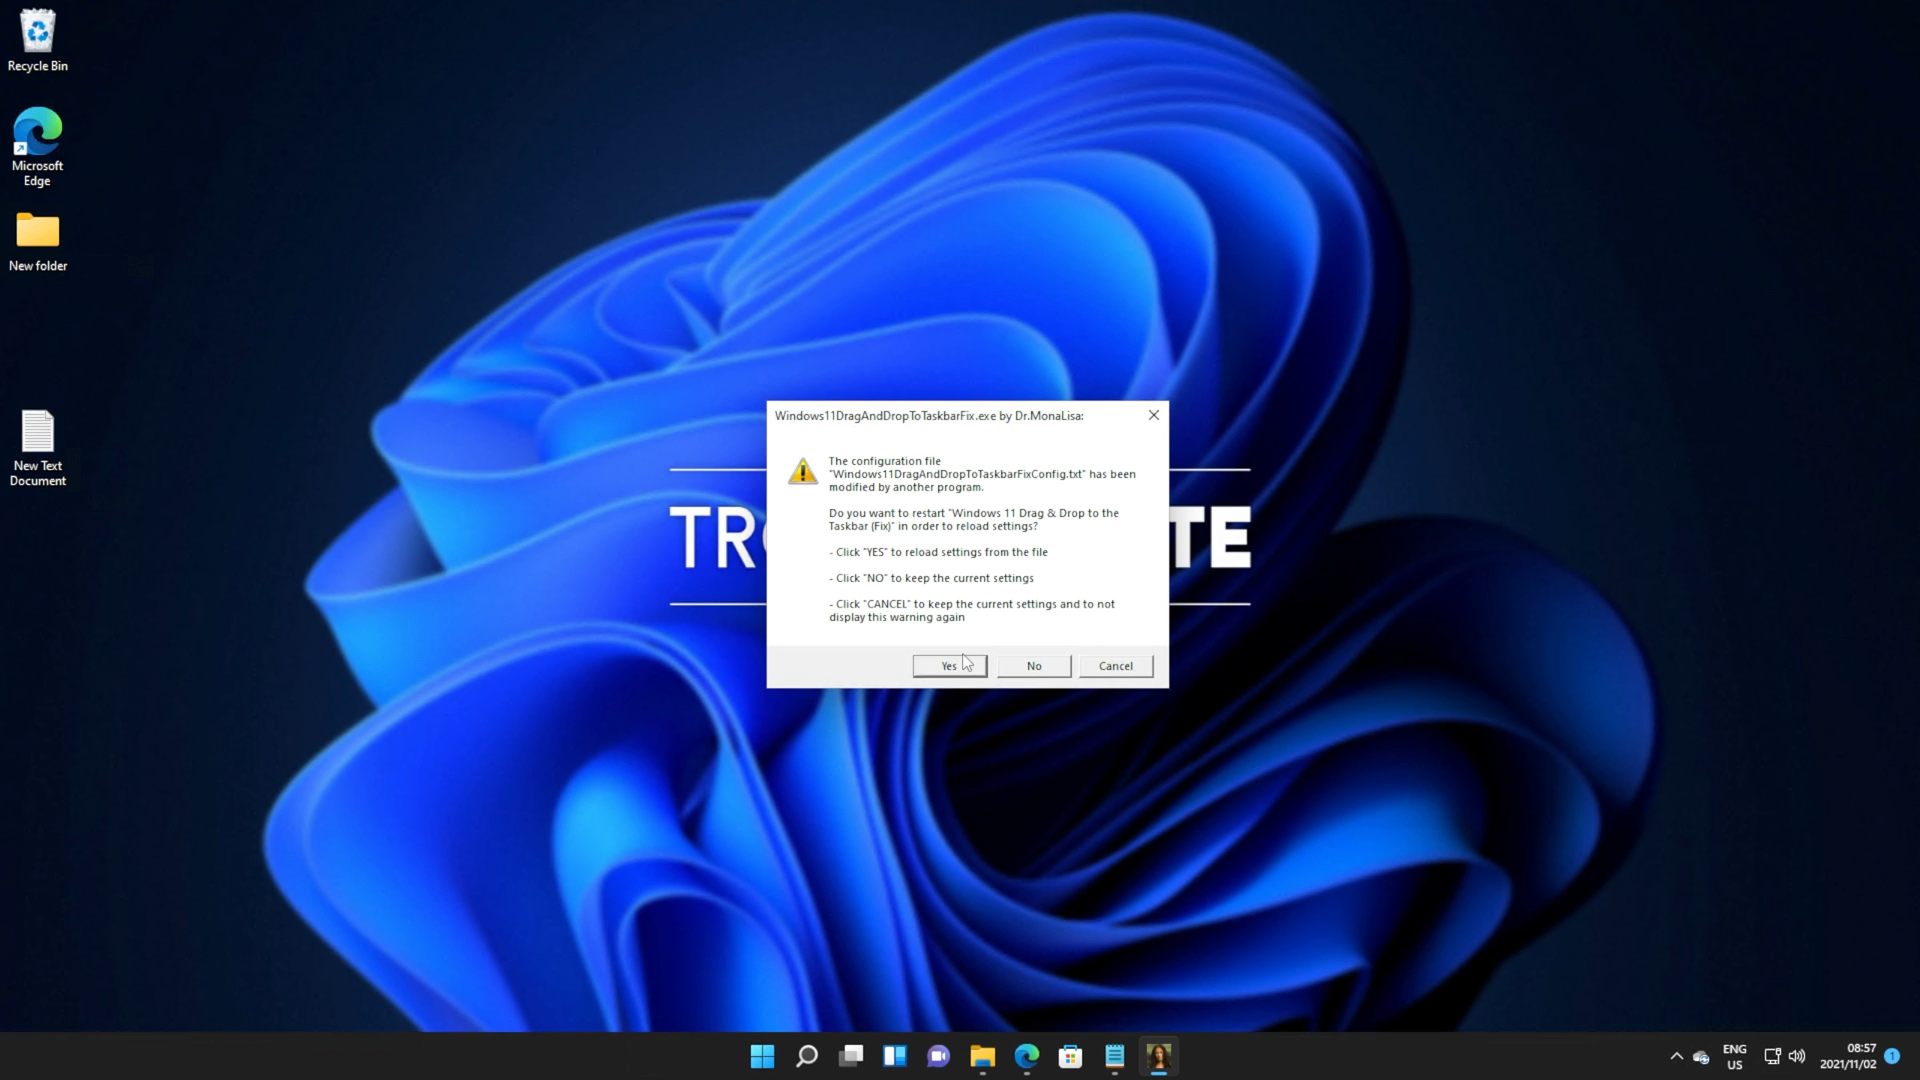 Recycle Bin
Microsoft
Edge
New folder
New Text
Document
TR
TE
Windows11DragAndDropToTaskbarFix.exe by Dr.MonaLisa:
The configuration file
"Windows11DragAndDropToTaskbarFixConfig.txt" has been
modified by another program.
Do you want to restart "Windows 11 Drag & Drop to the
Taskbar (Fix)" in order to reload settings?
- Click "YES" to reload settings from the file
- Click "NO" to keep the current settings
- Click "CANCEL" to keep the current settings and to not
display this warning again
Yes
No
Cancel
ENG
US
08:57
2021/11/02
1